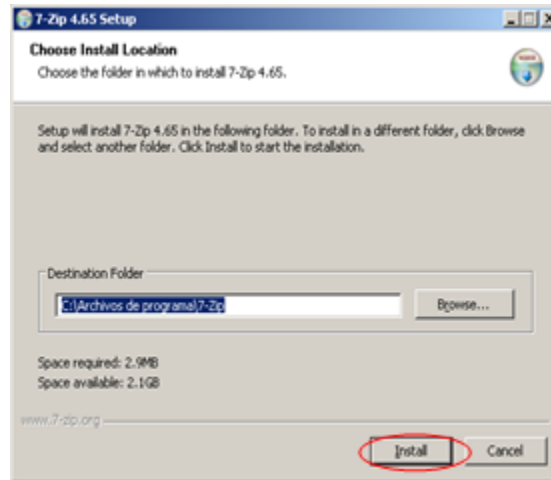 7-Zip 4.65 Setup
Choose Install Location
Choose the folder in which to install 7-Zip 4.65.
Setup will install 7-Zip 4.65 in the following folder. To install in a different folder, click Browse
and select another folder. Click Install to start the installation.
Destination Folder
C:\Archivos de programa\7-Zip
Browse...
Space required: 2.9MB
Space available: 2.1GB
www.7-zip.org
Install
Cancel